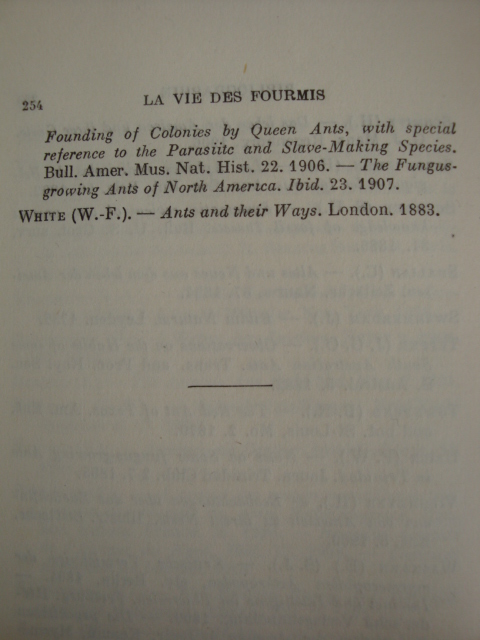 254
LA VIE DES FOURMIS
Founding of Colonies by Queen Ants, with special
reference to the Parasiitc and Slave-Making Species.
Bull. Amer. Mus. Nat. Hist. 22. 1906. — The Fungus-
growing Ants of North America. Ibid. 23. 1907.
WHITE (W.-F.). — Ants and their Ways. London. 1883.